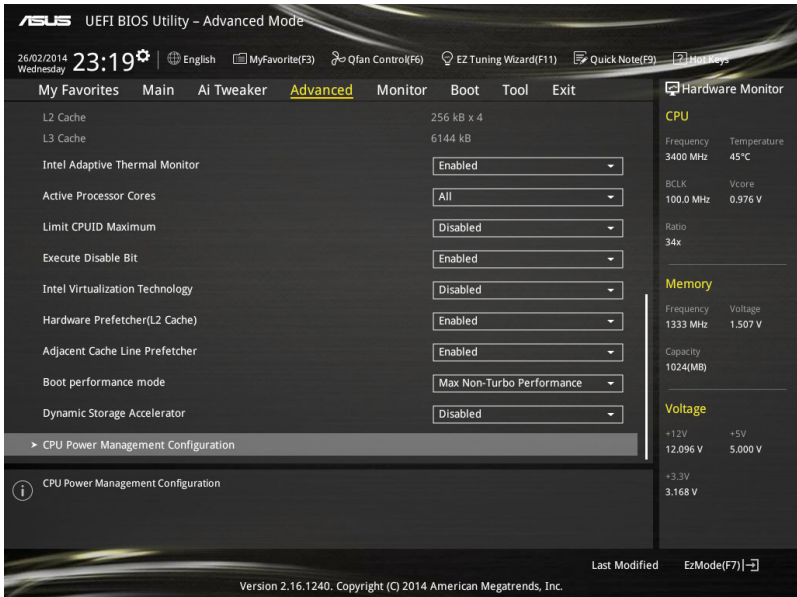 ASUS UEFI BIOS Utility – Advanced Mode
26/02/2014
Wednesday
23:19
English
MyFavorite(F3)
Qfan Control(F6)
EZ Tuning Wizard(F11)
Quick Note(F9)
? Hot Keys
My Favorites Main Ai Tweaker Advanced Monitor Boot Tool Exit
L2 Cache 256 kB x 4
L3 Cache 6144 kB
Intel Adaptive Thermal Monitor Enabled
Active Processor Cores All
Limit CPUID Maximum Disabled
Execute Disable Bit Enabled
Intel Virtualization Technology Disabled
Hardware Prefetcher(L2 Cache) Enabled
Adjacent Cache Line Prefetcher Enabled
Boot performance mode Max Non-Turbo Performance
Dynamic Storage Accelerator Disabled
CPU Power Management Configuration
CPU Power Management Configuration
Hardware Monitor
CPU
Frequency Temperature
3400 MHz 45°C
BCLK Vcore
100.0 MHz 0.976 V
Ratio
34x
Memory
Frequency Voltage
1333 MHz 1.507 V
Capacity
1024(MB)
Voltage
+12V +5V
12.096 V 5.000 V
+3.3V
3.168 V
Last Modified EzMode(F7)
Version 2.16.1240. Copyright (C) 2014 American Megatrends, Inc.